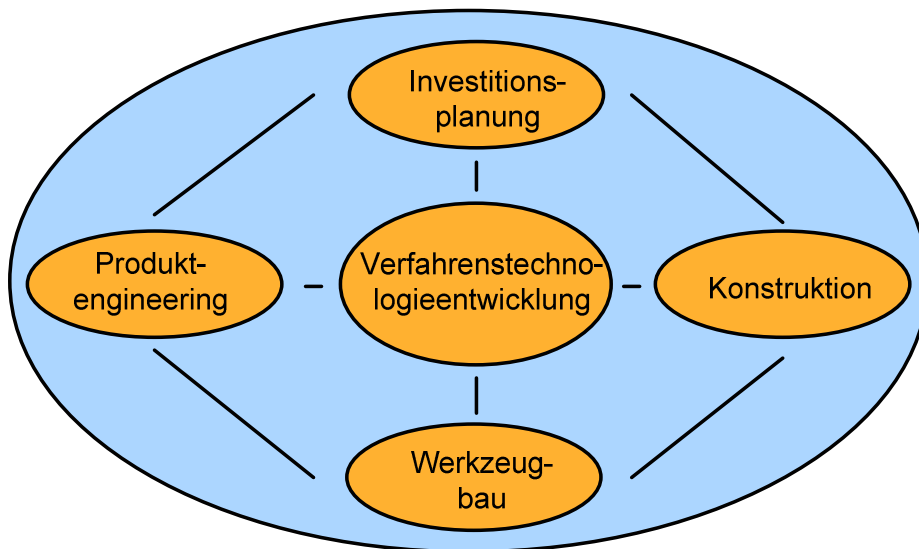 Investitions-
planung
Produkt-
engineering
Verfahrenstechno-
logieentwicklung
Konstruktion
Werkzeug-
bau